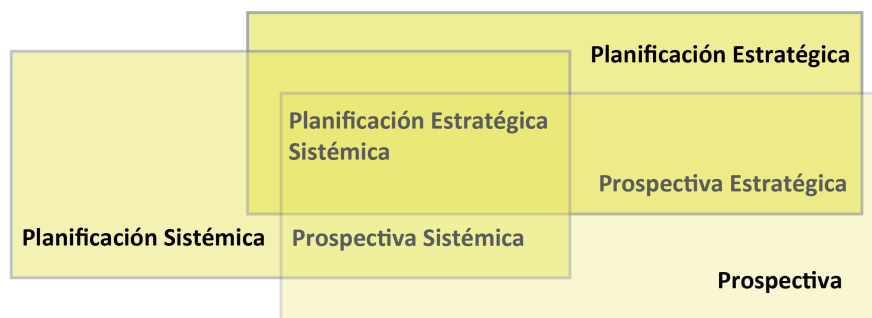 Planificación Estratégica
Planificación Estratégica
Sistémica
Prospectiva Estratégica
Planificación Sistémica
Prospectiva Sistémica
Prospectiva